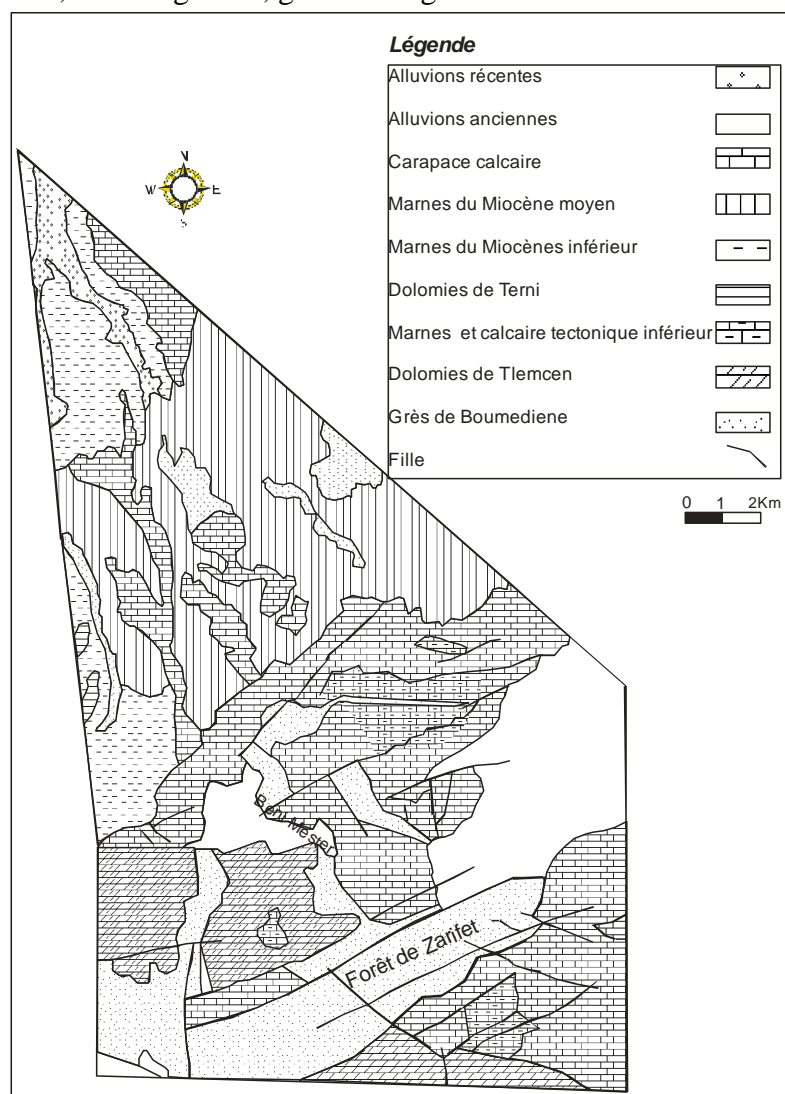 Légende
Alluvions récentes
Alluvions anciennes
Carapace calcaire
Marnes du Miocène moyen
Marnes du Miocènes inférieur
Dolomies de Terni
Marnes et calcaire tectonique inférieur
Dolomies de Tlemcen
Grès de Boumediene
Fille
N
W E
S
0 1 2Km
Beni Mester
Forêt de Zarifet